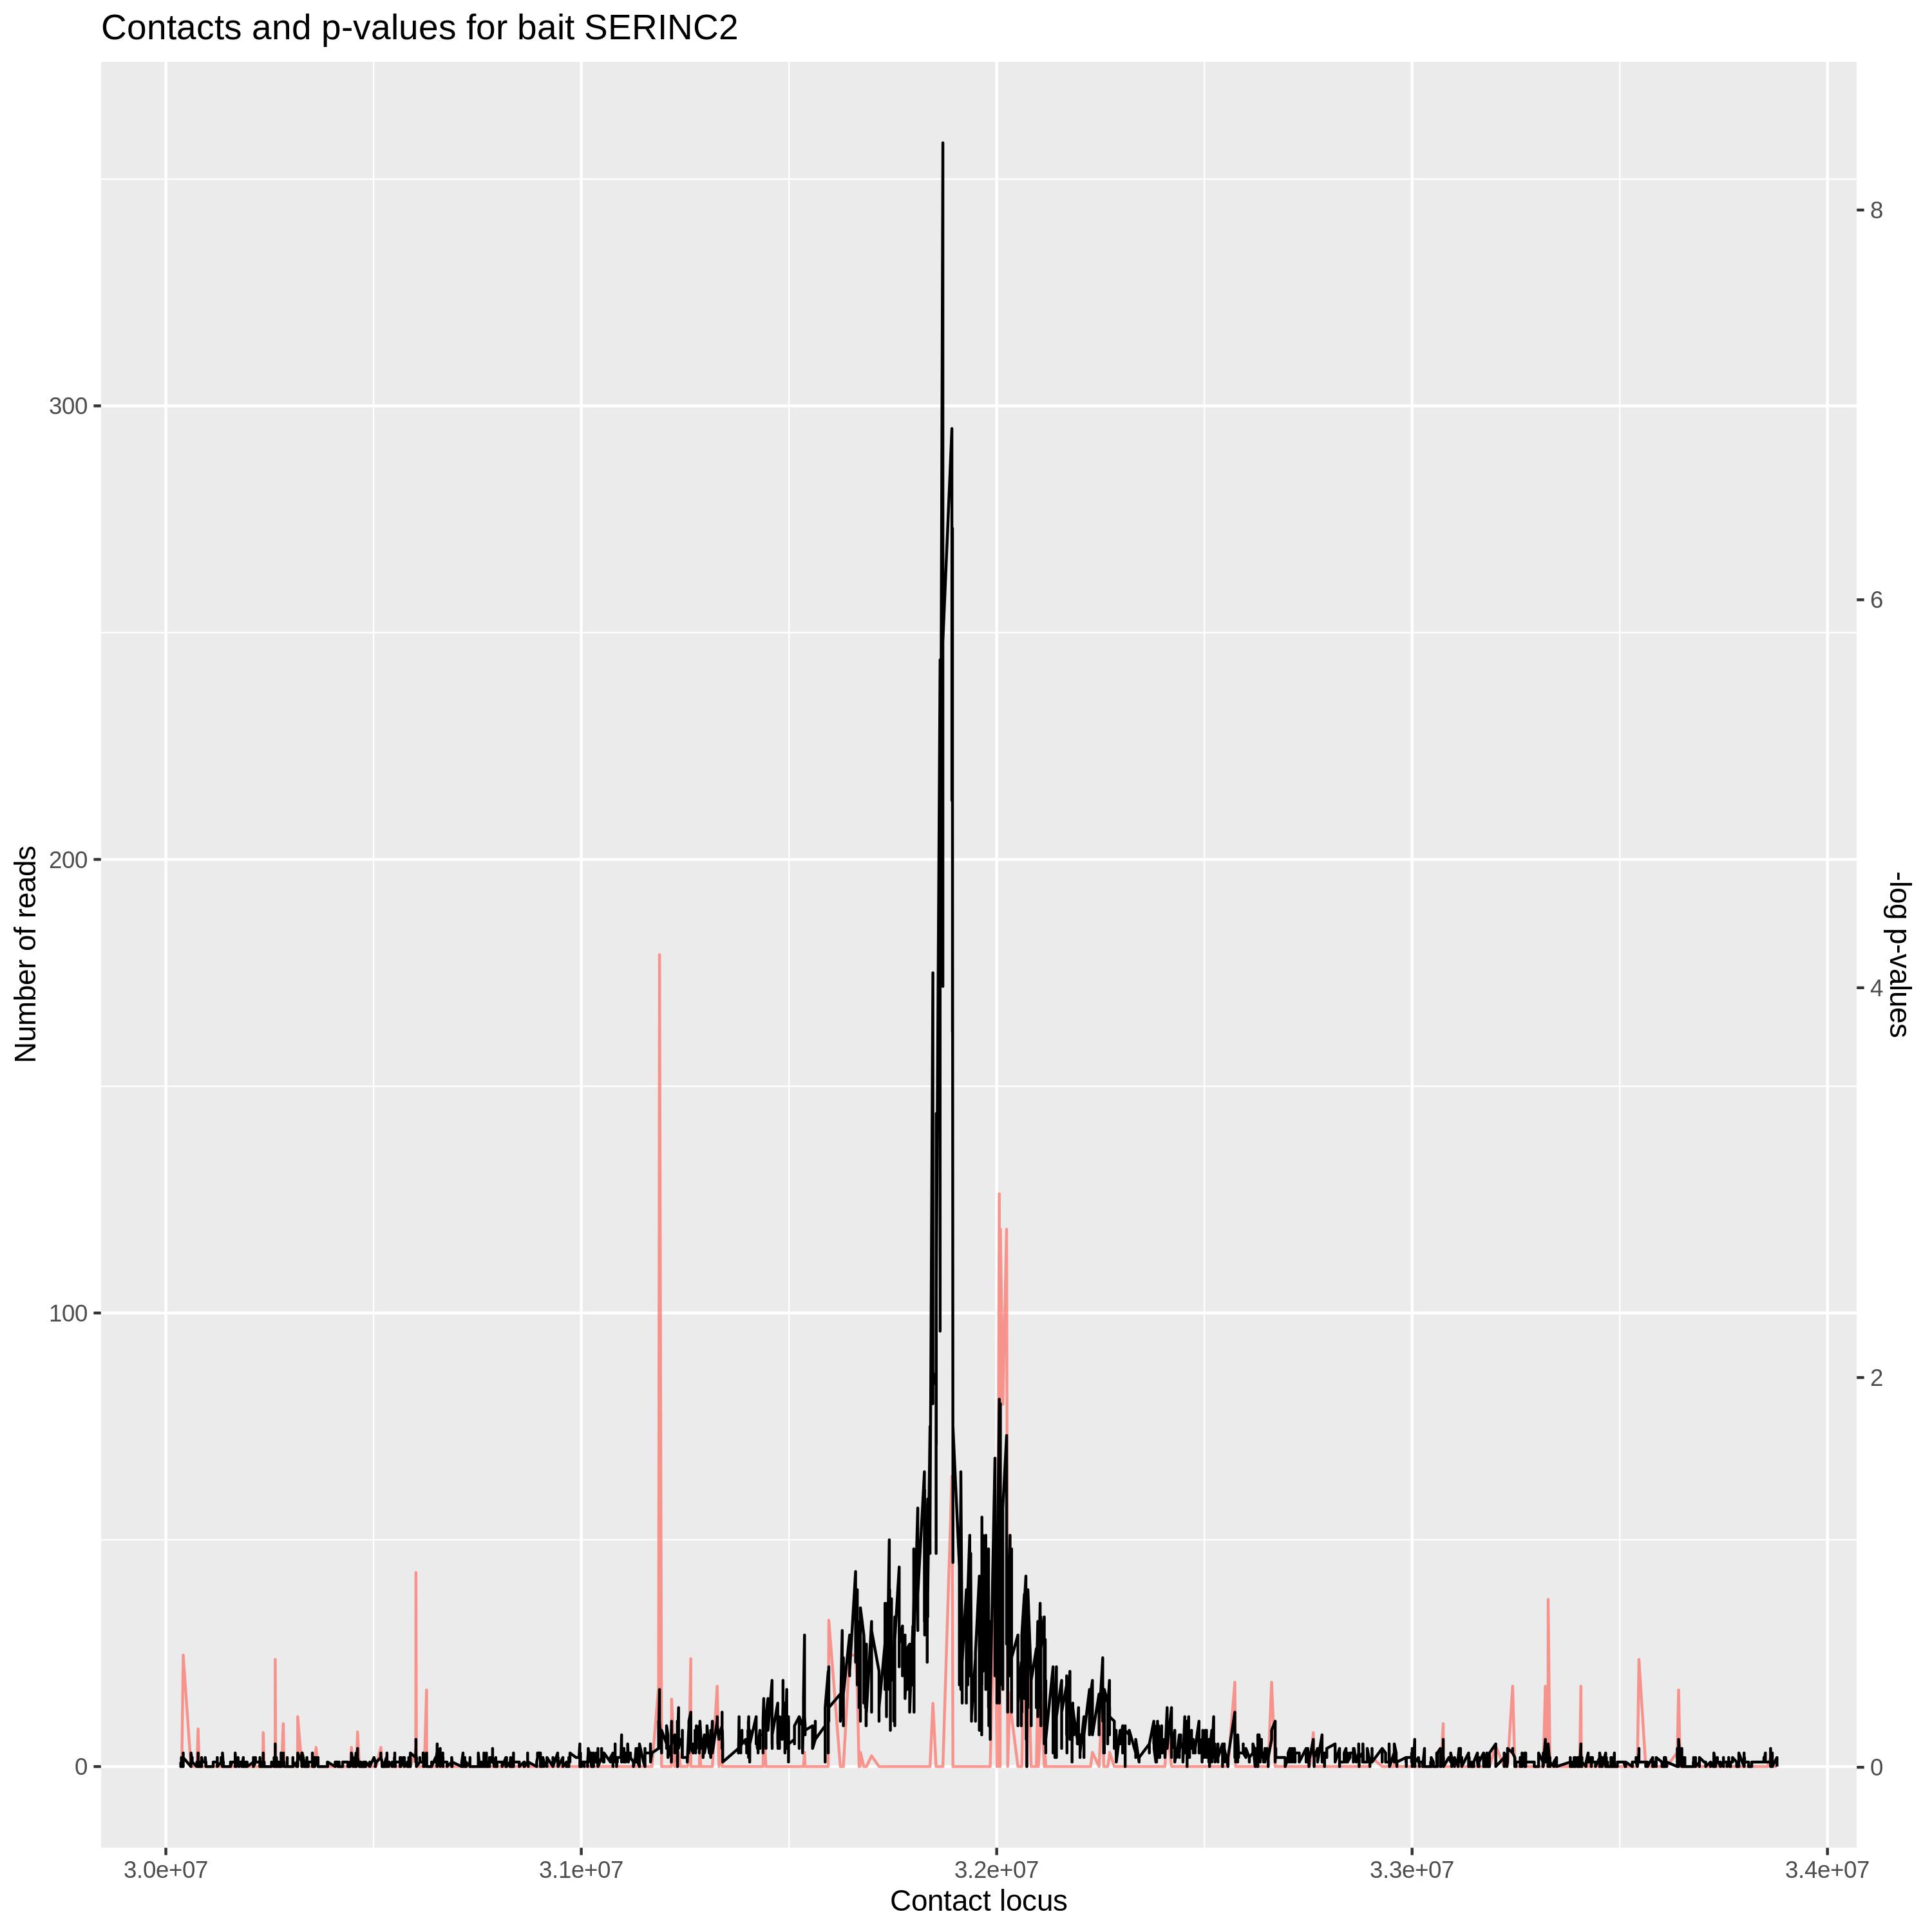 Contacts and p-values for bait SERINC2
300
200
100
0
Number of reads
8
6
4
2
0
-log p-values
3.0e+07 3.1e+07 3.2e+07 3.3e+07 3.4e+07
Contact locus